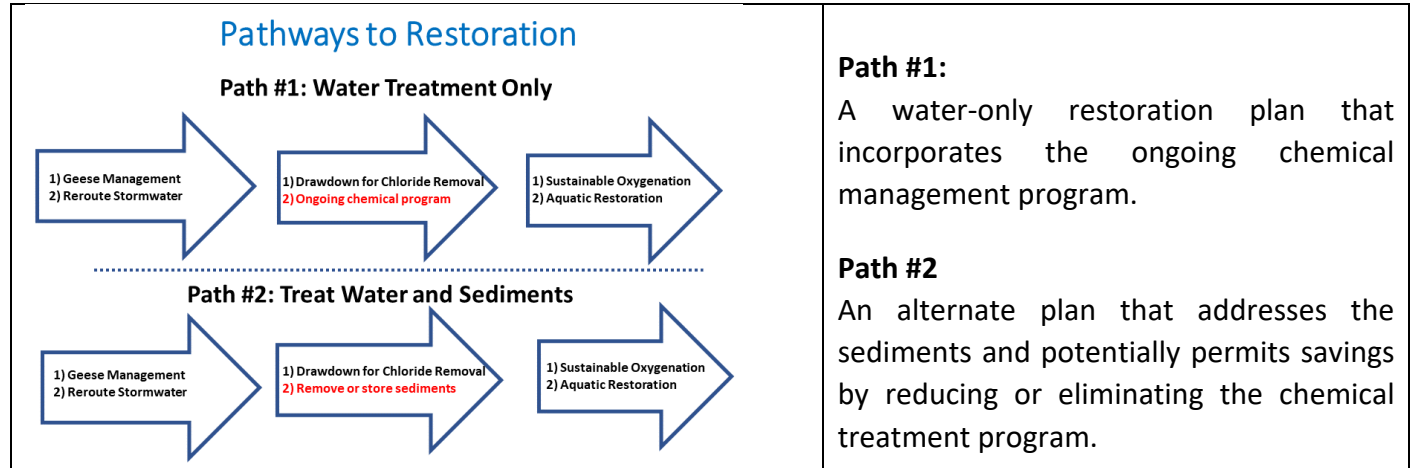 Pathways to Restoration
Path #1: Water Treatment Only
1) Geese Management
2) Reroute Stormwater
1) Drawdown for Chloride Removal
2) Ongoing chemical program
1) Sustainable Oxygenation
2) Aquatic Restoration
Path #2: Treat Water and Sediments
1) Geese Management
2) Reroute Stormwater
1) Drawdown for Chloride Removal
2) Remove or store sediments
1) Sustainable Oxygenation
2) Aquatic Restoration
Path #1:
A water-only restoration plan that
incorporates the ongoing chemical
management program.
Path #2
An alternate plan that addresses the
sediments and potentially permits savings
by reducing or eliminating the chemical
treatment program.